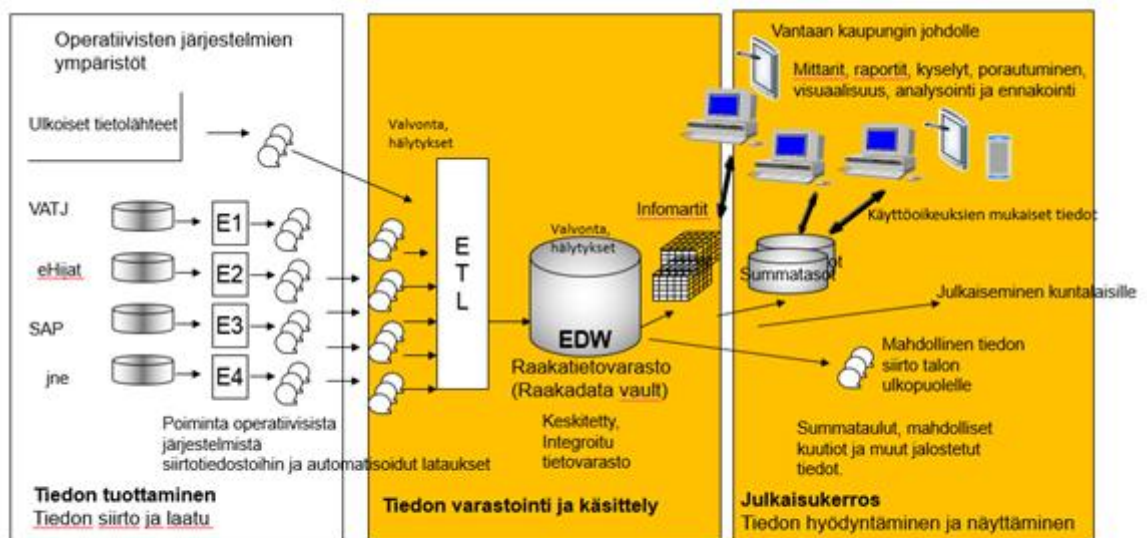 Operatiivisten järjestelmien
ympäristöt
Ulkoiset tietolähteet
VATJ
E1
eHijat
E2
SAP
E3
jne
E4
Poiminta operatiivisista
järjestelmistä
siirtotiedostoihin ja automatisoidut lataukset
Tiedon tuottaminen
Tiedon siirto ja laatu
Valvonta,
hälytykset
E
T
L
Valvonta,
hälytykset
EDW
Raakatietovarasto
(Raakadata vault)
Keskitetty,
Integroitu
tietovarasto
Infomartit
Tiedon varastointi ja käsittely
Vantaan kaupungin johdolle
Mittarit, raportit, kyselyt, porautuminen,
visuaalisuus, analysointi ja ennakointi
Käyttöoikeuksien mukaiset tiedot
Summatasot
Julkaiseminen kuntalaisille
Mahdollinen tiedon
siirto talon
ulkopuolelle
Summataulut, mahdolliset
kuutiot ja muut jalostetut
tiedot.
Julkaisukerros
Tiedon hyödyntäminen ja näyttäminen